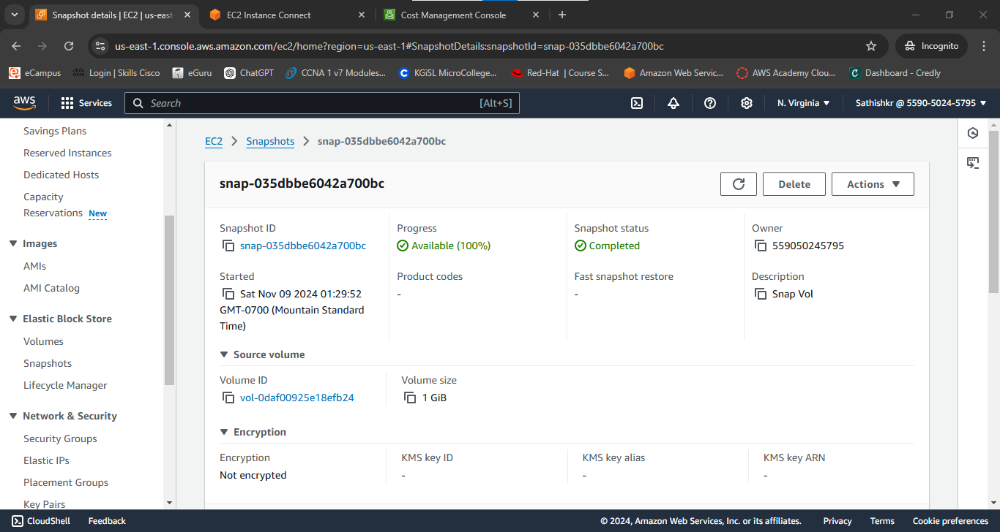 Snapshot details | EC2 | us-east-
EC2 Instance Connect
Cost Management Console
us-east-1.console.aws.amazon.com/ec2/home?region=us-east-1#SnapshotDetails:snapshotId=snap-035dbbe6042a700bc
Incognito
eCampus
Login | Skills Cisco
eGuru
ChatGPT
CCNA 1 v7 Modules...
KGiSL MicroCollege...
Red-Hat | Course S...
Amazon Web Servic...
AWS Academy Clou...
Dashboard - Credly
aws
Services
Search
[Alt+S]
N. Virginia
Sathishkr @ 5590-5024-5795
Savings Plans
Reserved Instances
Dedicated Hosts
Capacity
Reservations New
Images
AMIs
AMI Catalog
Elastic Block Store
Volumes
Snapshots
Lifecycle Manager
Network & Security
Security Groups
Elastic IPs
Placement Groups
Key Pairs
EC2 > Snapshots > snap-035dbbe6042a700bc
snap-035dbbe6042a700bc
Delete
Actions
Snapshot ID
snap-035dbbe6042a700bc
Progress
Available (100%)
Snapshot status
Completed
Owner
559050245795
Started
Sat Nov 09 2024 01:29:52
GMT-0700 (Mountain Standard
Time)
Product codes
-
Fast snapshot restore
-
Description
Snap Vol
Source volume
Volume ID
vol-0daf00925e18efb24
Volume size
1 GiB
Encryption
Encryption
Not encrypted
KMS key ID
-
KMS key alias
-
KMS key ARN
-
CloudShell
Feedback
© 2024, Amazon Web Services, Inc. or its affiliates.
Privacy
Terms
Cookie preferences